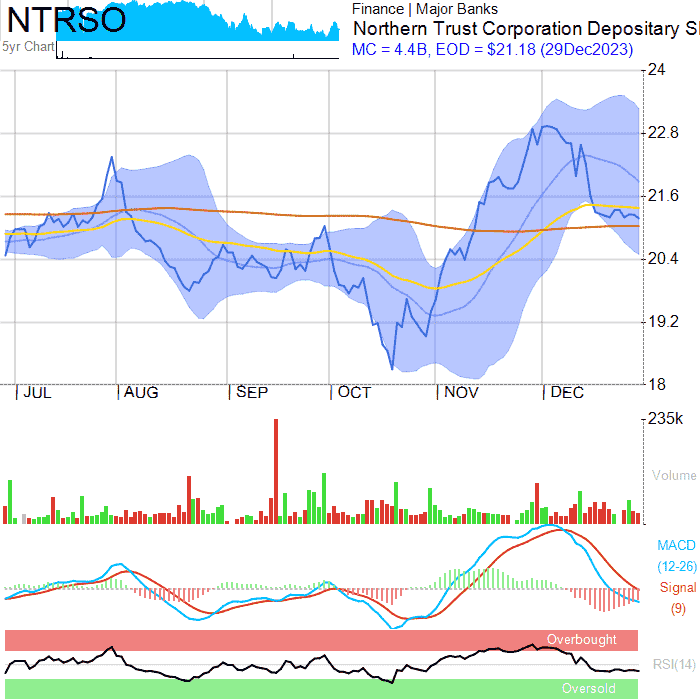 NTRSO
5yr Chart
Finance | Major Banks
Northern Trust Corporation Depositary S
MC = 4.4B, EOD = $21.18 (29Dec2023)
24
22.8
21.6
20.4
19.2
18
JUL AUG SEP OCT NOV DEC
235k
Volume
MACD
(12-26)
Signal
(9)
Overbought
RSI(14)
Oversold